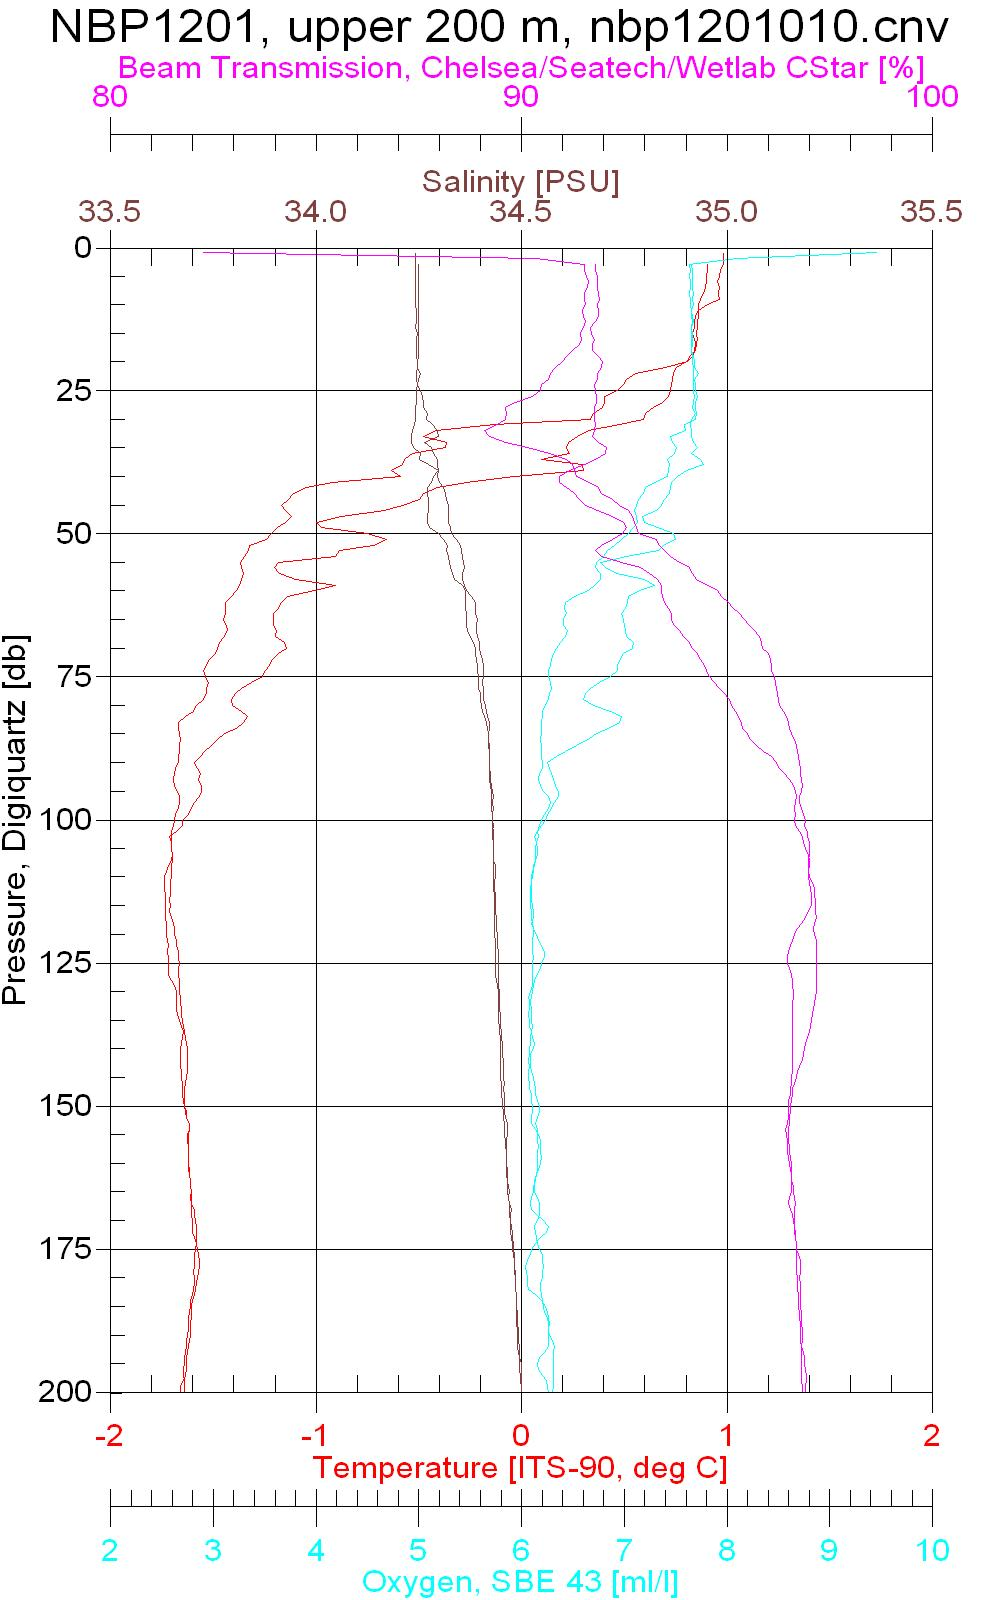 NBP1201, upper 200 m, nbp1201010.cnv
Beam Transmission, Chelsea/Seatech/Wetlab CStar [%]
80 90 100
Salinity [PSU]
33.5 34.0 34.5 35.0 35.5
0
25
50
75
100
125
150
175
200
Pressure, Digiquartz [db]
-2 -1 0 1 2
Temperature [ITS-90, deg C]
2 3 4 5 6 7 8 9 10
Oxygen, SBE 43 [ml/l]